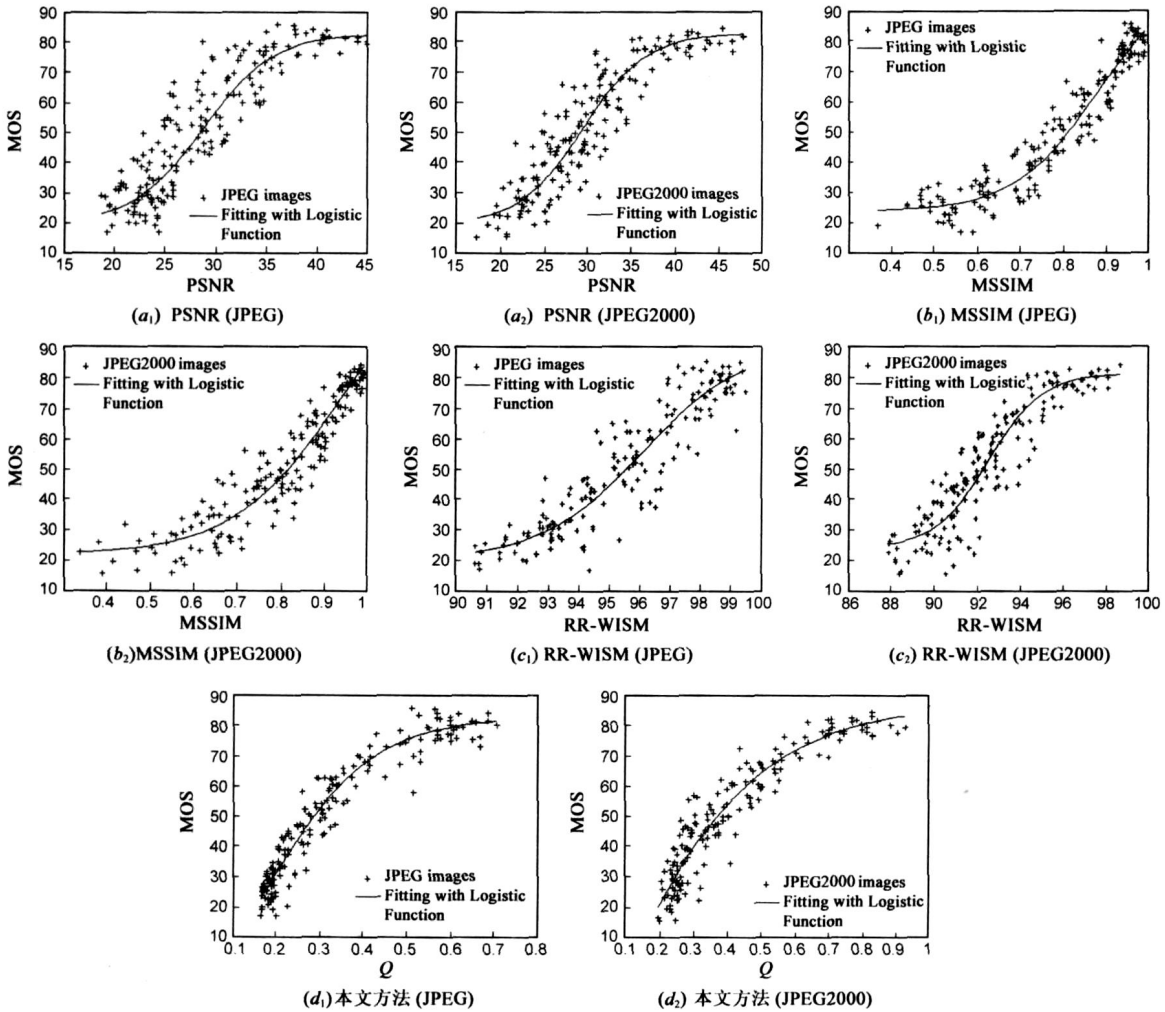 90
80
70
60
50
40
30
20
10
MOS
JPEG images
Fitting with Logistic
Function
15 20 25 30 35 40 45
PSNR
(a₁) PSNR (JPEG)
90
80
70
60
50
40
30
20
10
MOS
JPEG2000 images
Fitting with Logistic
Function
15 20 25 30 35 40 45 50
PSNR
(a₂) PSNR (JPEG2000)
90
80
70
60
50
40
30
20
10
MOS
JPEG images
Fitting with Logistic
Function
0.4 0.5 0.6 0.7 0.8 0.9 1
MSSIM
(b₁) MSSIM (JPEG)
90
80
70
60
50
40
30
20
10
MOS
JPEG2000 images
Fitting with Logistic
Function
0.4 0.5 0.6 0.7 0.8 0.9 1
MSSIM
(b₂)MSSIM (JPEG2000)
90
80
70
60
50
40
30
20
10
MOS
JPEG images
Fitting with Logistic
Function
90 91 92 93 94 95 96 97 98 99 100
RR-WISM
(c₁) RR-WISM (JPEG)
90
80
70
60
50
40
30
20
10
MOS
JPEG2000 images
Fitting with Logistic
Function
86 88 90 92 94 96 98 100
RR-WISM
(c₂) RR-WISM (JPEG2000)
90
80
70
60
50
40
30
20
10
MOS
JPEG images
Fitting with Logistic
Function
0.1 0.2 0.3 0.4 0.5 0.6 0.7 0.8
Q
(d₁)本文方法 (JPEG)
90
80
70
60
50
40
30
20
10
MOS
JPEG2000 images
Fitting with Logistic
Function
0.1 0.2 0.3 0.4 0.5 0.6 0.7 0.8 0.9 1
Q
(d₂) 本文方法 (JPEG2000)